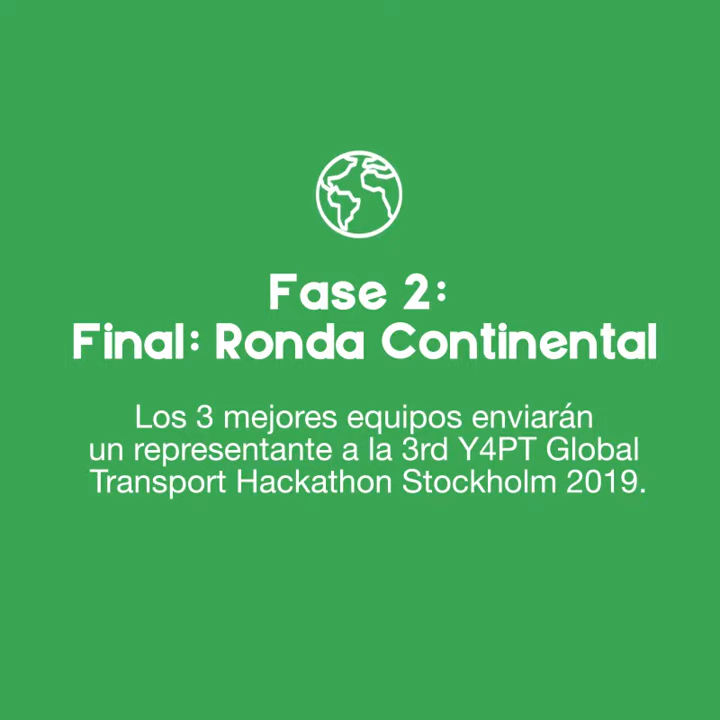 Fase 2:
Final: Ronda Continental
Los 3 mejores equipos enviarán
un representante a la 3rd Y4PT Global
Transport Hackathon Stockholm 2019.